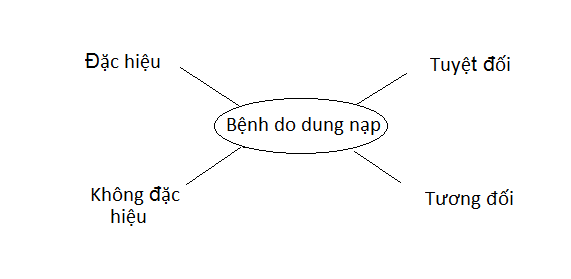 Đặc hiệu
Tuyệt đối
Bệnh do dung nạp
Không đặc
hiệu
Tương đối